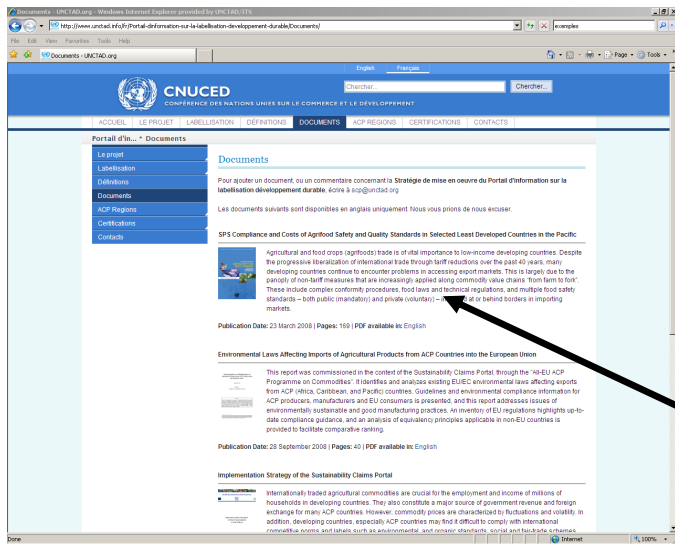 Documents - UNCTAD.org - Windows Internet Explorer provided by UNCTAD/ITS
http://www.unctad.info/fr/Portail-dinformation-sur-la-labellisation-developpement-durable/Documents/
examples
File Edit View Favorites Tools Help
Documents - UNCTAD.org
Page Tools
English Français
CNUCED
CONFÉRENCE DES NATIONS UNIES SUR LE COMMERCE ET LE DÉVELOPPEMENT
Chercher... Chercher...
ACCUEIL LE PROJET LABELLISATION DÉFINITIONS DOCUMENTS ACP REGIONS CERTIFICATIONS CONTACTS
Portail d'in... * Documents
Le projet
Labellisation
Définitions
Documents
ACP Regions
Certifications
Contacts
Documents
Pour ajouter un document, ou un commentaire concernant la Stratégie de mise en oeuvre du Portail d'information sur la
labellisation développement durable, écrire à scp@unctad.org
Les documents suivants sont disponibles en anglais uniquement. Nous vous prions de nous excuser.
SPS Compliance and Costs of Agrifood Safety and Quality Standards in Selected Least Developed Countries in the Pacific
Agricultural and food crops (agrifoods) trade is of vital importance to low-income developing countries. Despite
the progressive liberalization of international trade through tariff reductions over the past 40 years, many
developing countries continue to encounter problems in accessing export markets. This is largely due to the
panoply of non-tariff measures that are increasingly applied along commodity value chains "from farm to fork".
These include complex conformity procedures, food laws and technical regulations, and multiple food safety
standards – both public (mandatory) and private (voluntary) – at or behind borders in importing
markets.
Publication Date: 23 March 2008 | Pages: 169 | PDF available in: English
Environmental Laws Affecting Imports of Agricultural Products from ACP Countries into the European Union
This report was commissioned in the context of the Sustainability Claims Portal, through the "All-EU ACP
Programme on Commodities". It identifies and analyzes existing EU/EC environmental laws affecting exports
from ACP (Africa, Caribbean, and Pacific) countries. Guidelines and environmental compliance information for
ACP producers, manufacturers and EU consumers is presented, and this report addresses issues of
environmentally sustainable and good manufacturing practices. An inventory of EU regulations highlights up-to-
date compliance guidance, and an analysis of equivalency principles applicable in non-EU countries is
provided to facilitate comparative ranking.
Publication Date: 28 September 2008 | Pages: 40 | PDF available in: English
Implementation Strategy of the Sustainability Claims Portal
Internationally traded agricultural commodities are crucial for the employment and income of millions of
households in developing countries. They also constitute a major source of government revenue and foreign
exchange for many ACP countries. However, commodity prices are characterized by fluctuations and volatility. In
addition, developing countries, especially ACP countries may find it difficult to comply with international
competitive norms and labels such as environmental, and organic standards, social and fair-trade schemes
Done Internet 100%